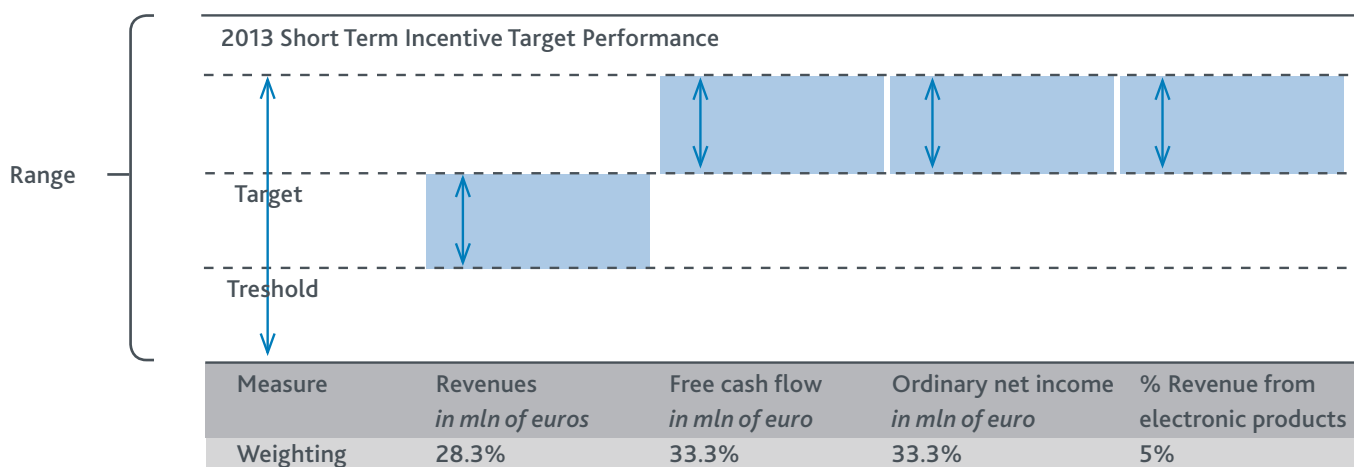 2013 Short Term Incentive Target Performance
Range
Target
Treshold
Measure Revenues Free cash flow Ordinary net income % Revenue from
in mln of euros in mln of euro in mln of euro electronic products
Weighting 28.3% 33.3% 33.3% 5%